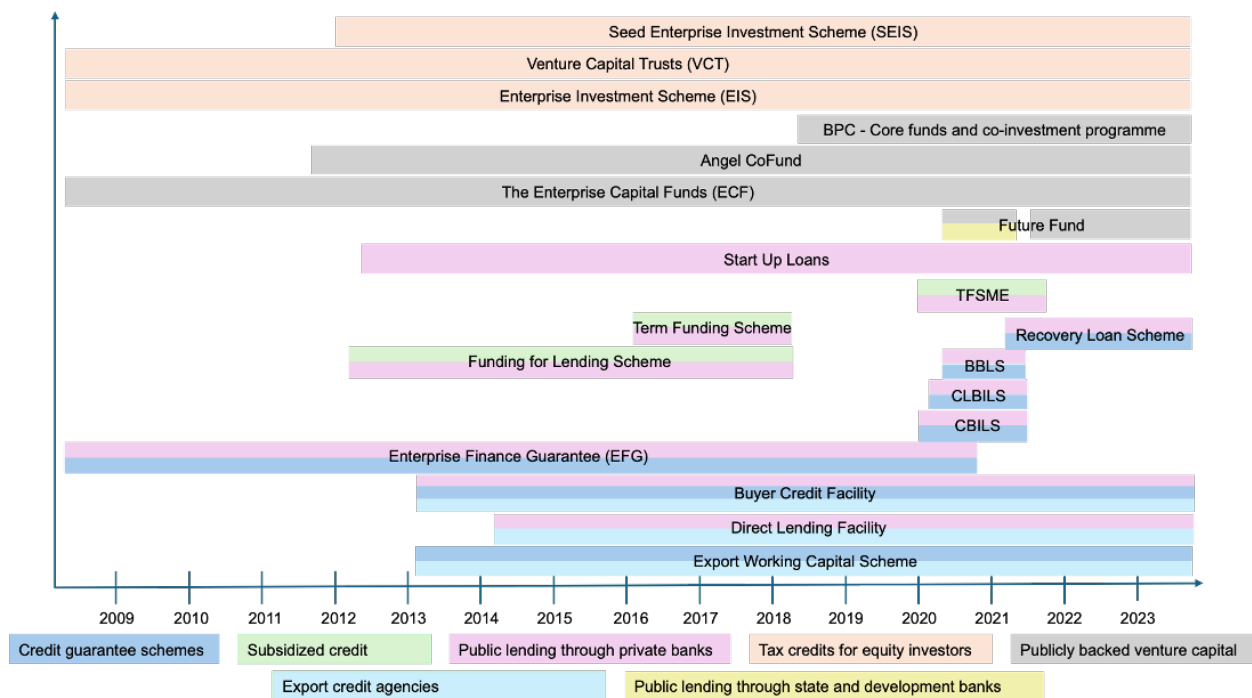 Seed Enterprise Investment Scheme (SEIS)
Venture Capital Trusts (VCT)
Enterprise Investment Scheme (EIS)
BPC - Core funds and co-investment programme
Angel CoFund
The Enterprise Capital Funds (ECF)
Future Fund
Start Up Loans
TFSME
Term Funding Scheme
Recovery Loan Scheme
Funding for Lending Scheme
BBLS
CLBILS
CBILS
Enterprise Finance Guarantee (EFG)
Buyer Credit Facility
Direct Lending Facility
Export Working Capital Scheme
2009 2010 2011 2012 2013 2014 2015 2016 2017 2018 2019 2020 2021 2022 2023
Credit guarantee schemes Subsidized credit Public lending through private banks Tax credits for equity investors Publicly backed venture capital
Export credit agencies Public lending through state and development banks